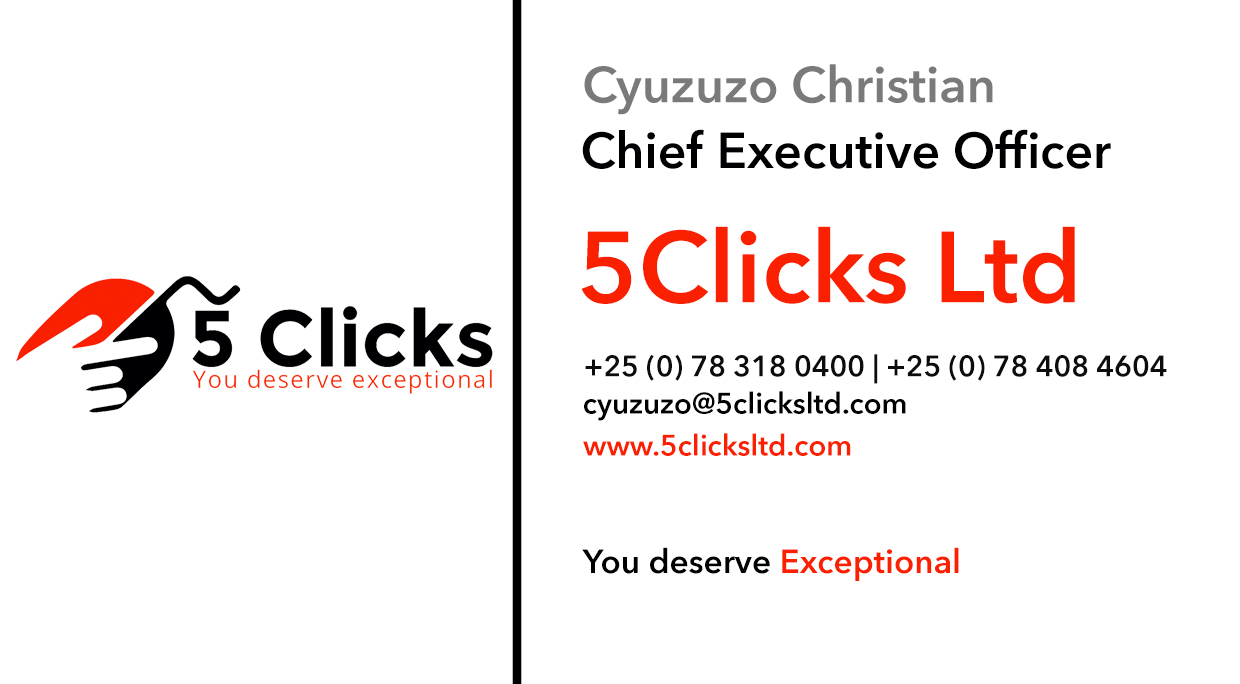 5 Clicks
You deserve exceptional
Cyuzuzo Christian
Chief Executive Officer
5Clicks Ltd
+25 (0) 78 318 0400 | +25 (0) 78 408 4604
cyuzuzo@5clicksltd.com
www.5clicksltd.com
You deserve Exceptional